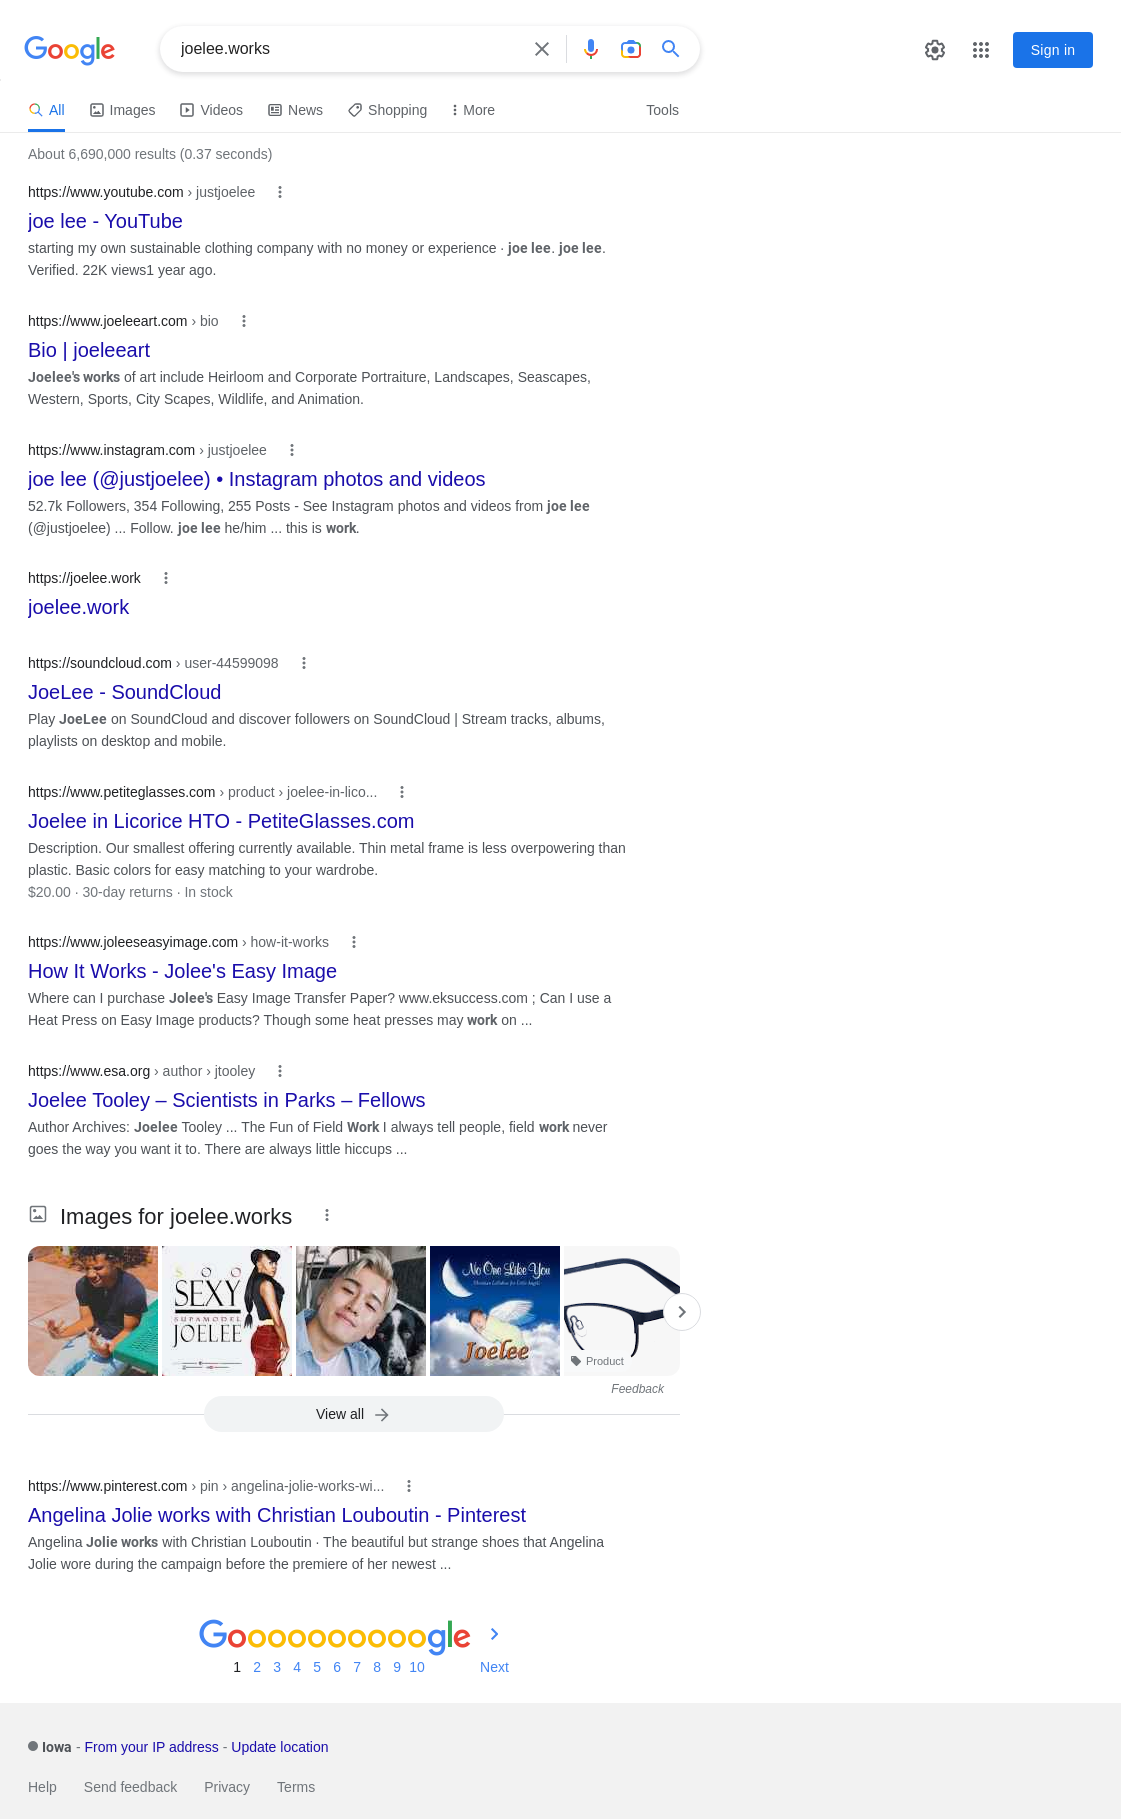 Google
joelee.works
Sign in
All
Images
Videos
News
Shopping
More
Tools
About 6,690,000 results (0.37 seconds)
https://www.youtube.com › justjoelee
joe lee - YouTube
starting my own sustainable clothing company with no money or experience · joe lee. joe lee.
Verified. 22K views1 year ago.
https://www.joeleeart.com › bio
Bio | joeleeart
Joelee's works of art include Heirloom and Corporate Portraiture, Landscapes, Seascapes,
Western, Sports, City Scapes, Wildlife, and Animation.
https://www.instagram.com › justjoelee
joe lee (@justjoelee) • Instagram photos and videos
52.7k Followers, 354 Following, 255 Posts - See Instagram photos and videos from joe lee
(@justjoelee) ... Follow. joe lee he/him ... this is work.
https://joelee.work
joelee.work
https://soundcloud.com › user-44599098
JoeLee - SoundCloud
Play JoeLee on SoundCloud and discover followers on SoundCloud | Stream tracks, albums,
playlists on desktop and mobile.
https://www.petiteglasses.com › product › joelee-in-lico...
Joelee in Licorice HTO - PetiteGlasses.com
Description. Our smallest offering currently available. Thin metal frame is less overpowering than
plastic. Basic colors for easy matching to your wardrobe.
$20.00 · 30-day returns · In stock
https://www.joleeseasyimage.com › how-it-works
How It Works - Jolee's Easy Image
Where can I purchase Jolee's Easy Image Transfer Paper? www.eksuccess.com ; Can I use a
Heat Press on Easy Image products? Though some heat presses may work on ...
https://www.esa.org › author › jtooley
Joelee Tooley – Scientists in Parks – Fellows
Author Archives: Joelee Tooley ... The Fun of Field Work I always tell people, field work never
goes the way you want it to. There are always little hiccups ...
Images for joelee.works
SO SO
SEXY
SUPAMODEL
JOELEE
No One Like You
Christian Lullabies for Little Angels
Joelee
Product
Feedback
View all
https://www.pinterest.com › pin › angelina-jolie-works-wi...
Angelina Jolie works with Christian Louboutin - Pinterest
Angelina Jolie works with Christian Louboutin · The beautiful but strange shoes that Angelina
Jolie wore during the campaign before the premiere of her newest ...
Goooooooooogle
1 2 3 4 5 6 7 8 9 10 Next
Iowa - From your IP address - Update location
Help
Send feedback
Privacy
Terms